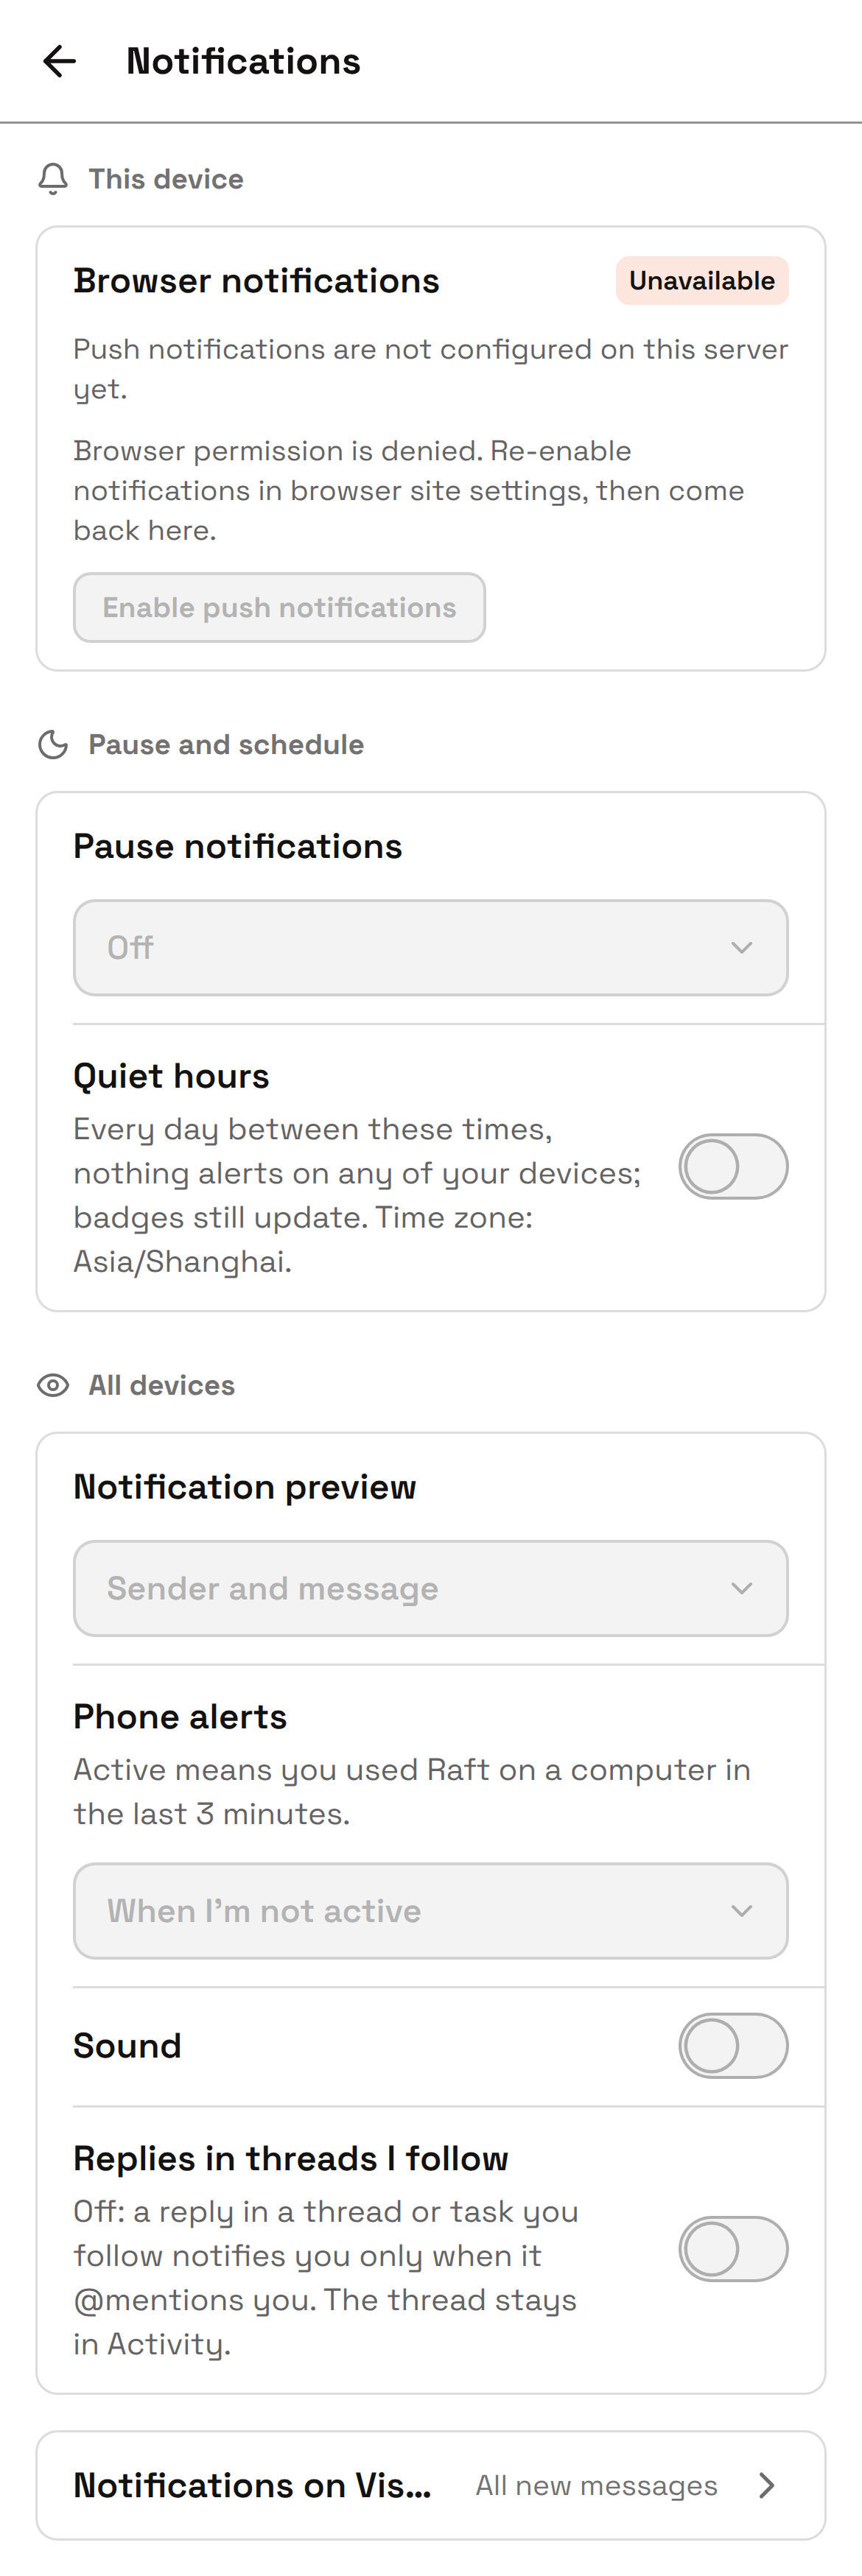 Notifications
This device
Browser notifications
Unavailable
Push notifications are not configured on this server
yet.
Browser permission is denied. Re-enable
notifications in browser site settings, then come
back here.
Enable push notifications
Pause and schedule
Pause notifications
Off
Quiet hours
Every day between these times,
nothing alerts on any of your devices;
badges still update. Time zone:
Asia/Shanghai.
All devices
Notification preview
Sender and message
Phone alerts
Active means you used Raft on a computer in
the last 3 minutes.
When I'm not active
Sound
Replies in threads I follow
Off: a reply in a thread or task you
follow notifies you only when it
@mentions you. The thread stays
in Activity.
Notifications on Vis...
All new messages